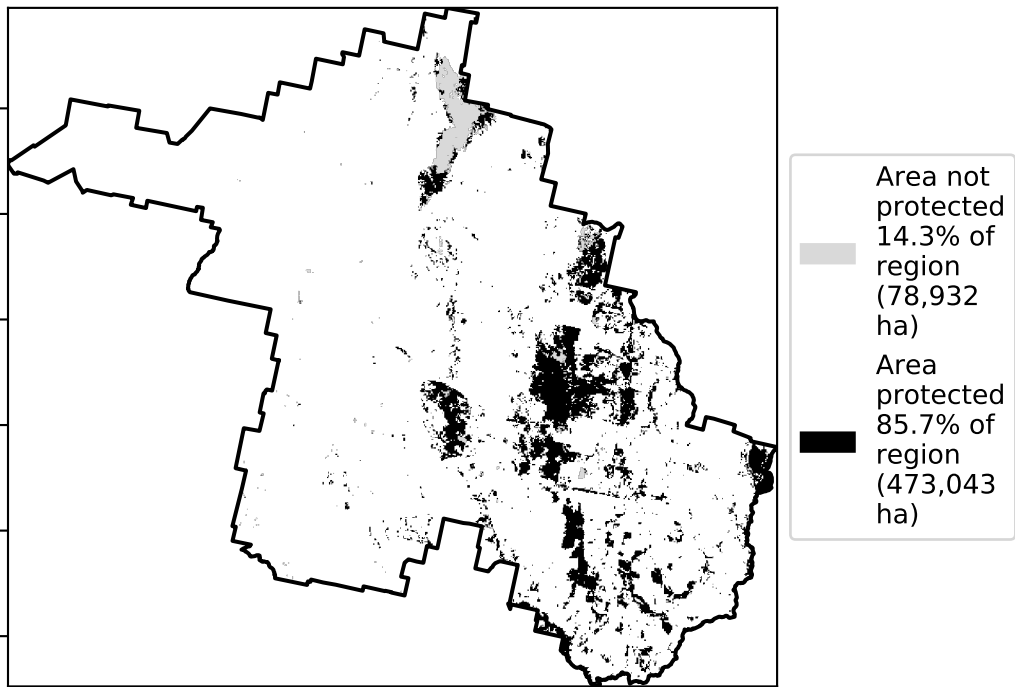 Area not
protected
14.3% of
region
(78,932
ha)
Area
protected
85.7% of
region
(473,043
ha)